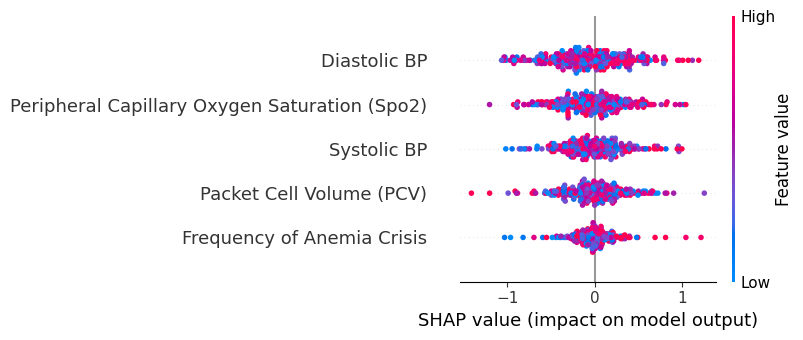 High
Diastolic BP
Peripheral Capillary Oxygen Saturation (Spo2)
Systolic BP
Packet Cell Volume (PCV)
Frequency of Anemia Crisis
Feature value
Low
−1 0 1
SHAP value (impact on model output)